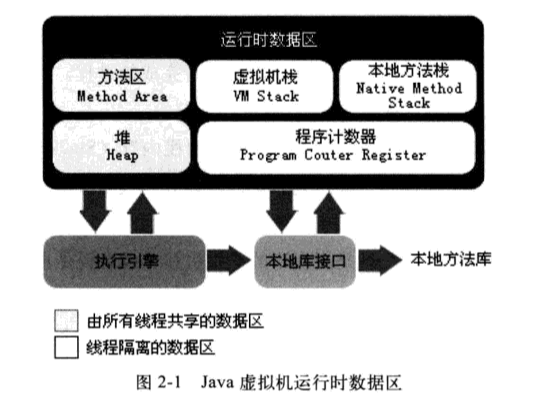 运行时数据区
方法区
Method Area
虚拟机栈
VM Stack
本地方法栈
Native Method
Stack
堆
Heap
程序计数器
Program Couter Register
执行引擎
本地库接口
本地方法库
由所有线程共享的数据区
线程隔离的数据区
图 2-1 Java 虚拟机运行时数据区